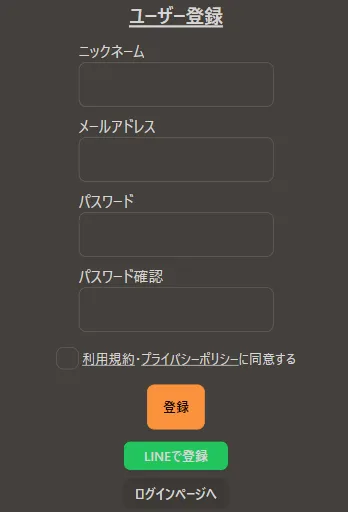 ユーザー登録
ニックネーム
メールアドレス
パスワード
パスワード確認
利用規約・プライバシーポリシーに同意する
登録
LINEで登録
ログインページへ